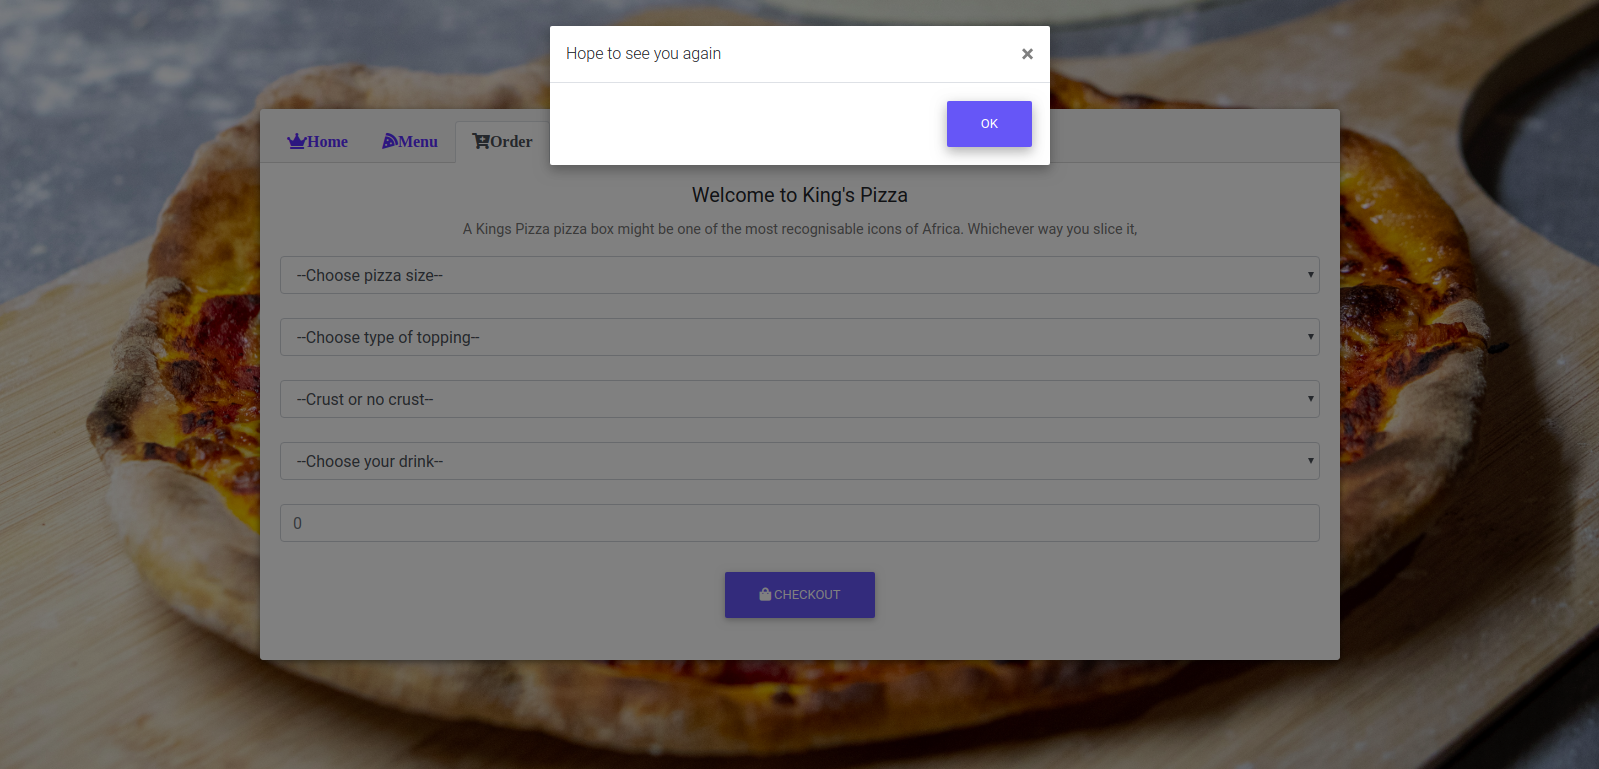 Hope to see you again ×
OK
Home Menu Order
Welcome to King's Pizza
A Kings Pizza pizza box might be one of the most recognisable icons of Africa. Whichever way you slice it,
--Choose pizza size--
--Choose type of topping--
--Crust or no crust--
--Choose your drink--
0
CHECKOUT